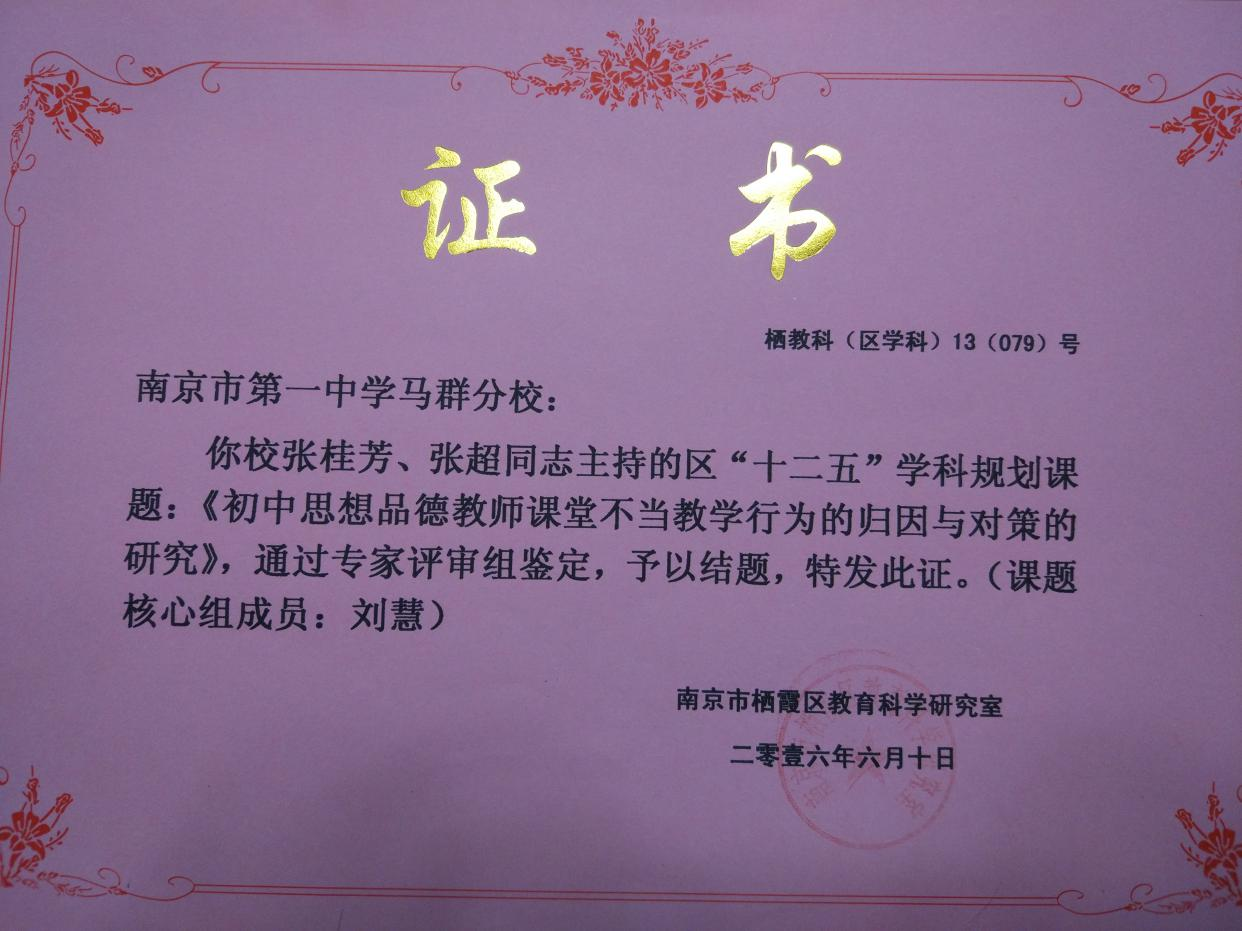 证书
栖教科（区学科）13（079）号
南京市第一中学马群分校：
你校张桂芳、张超同志主持的区“十二五”学科规划课
题：《初中思想品德教师课堂不当教学行为的归因与对策的
研究》，通过专家评审组鉴定，予以结题，特发此证。（课题
核心组成员：刘慧）
南京市栖霞区教育科学研究室
二零壹六年六月十日